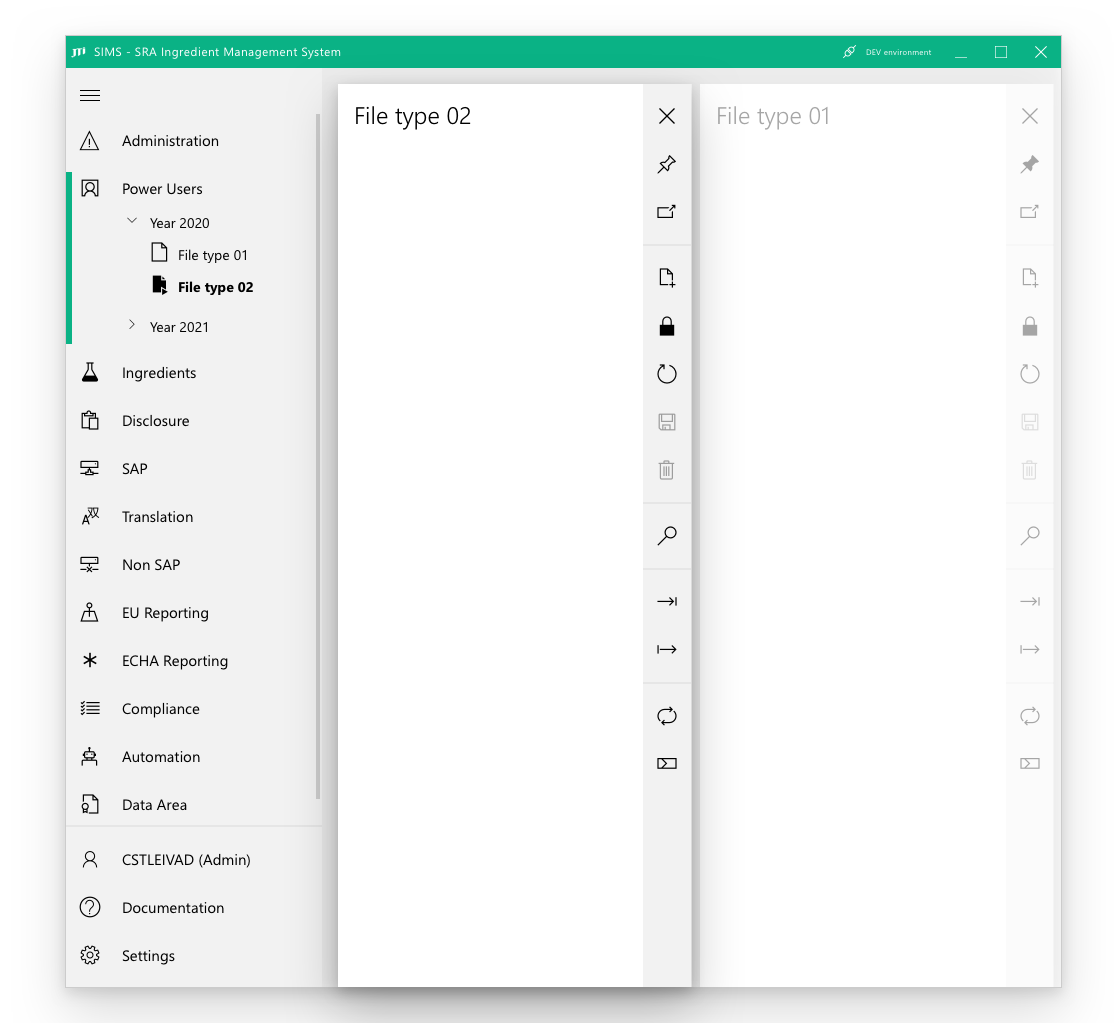 JTI SIMS - SRA Ingredient Management System
DEV environment
Administration
Power Users
Year 2020
File type 01
File type 02
Year 2021
Ingredients
Disclosure
SAP
Translation
Non SAP
EU Reporting
ECHA Reporting
Compliance
Automation
Data Area
CSTLEIVAD (Admin)
Documentation
Settings
File type 02
File type 01